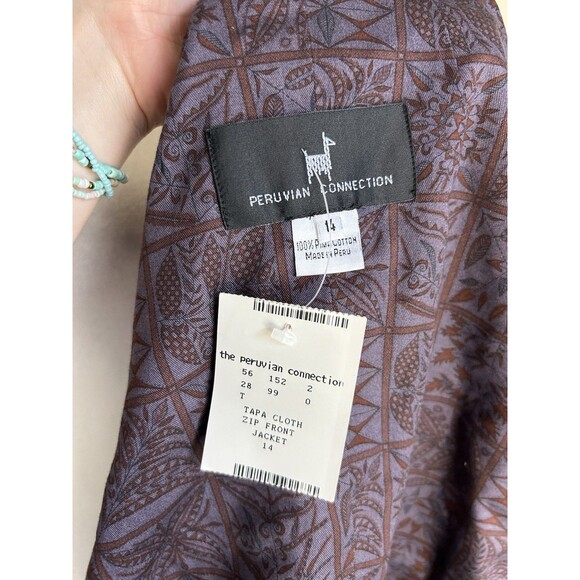 PERUVIAN CONNECTION
14
100% PIMA COTTON
MADE IN PERU
the peruvian connection
56 152 2
28 99 0
T
TAPA CLOTH
ZIP FRONT
JACKET
14